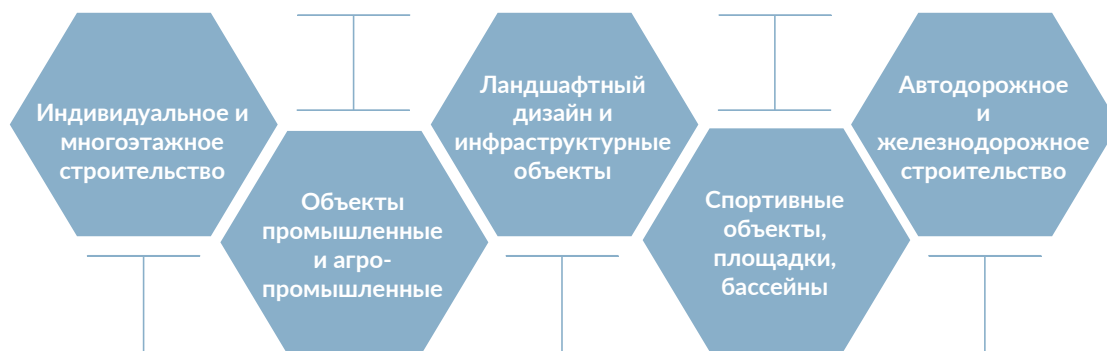 Индивидуальное и
многоэтажное
строительство
Объекты
промышленные
и агро-
промышленные
Ландшафтный
дизайн и
инфраструктурные
объекты
Спортивные
объекты,
площадки,
бассейны
Автодорожное
и
железнодорожное
строительство